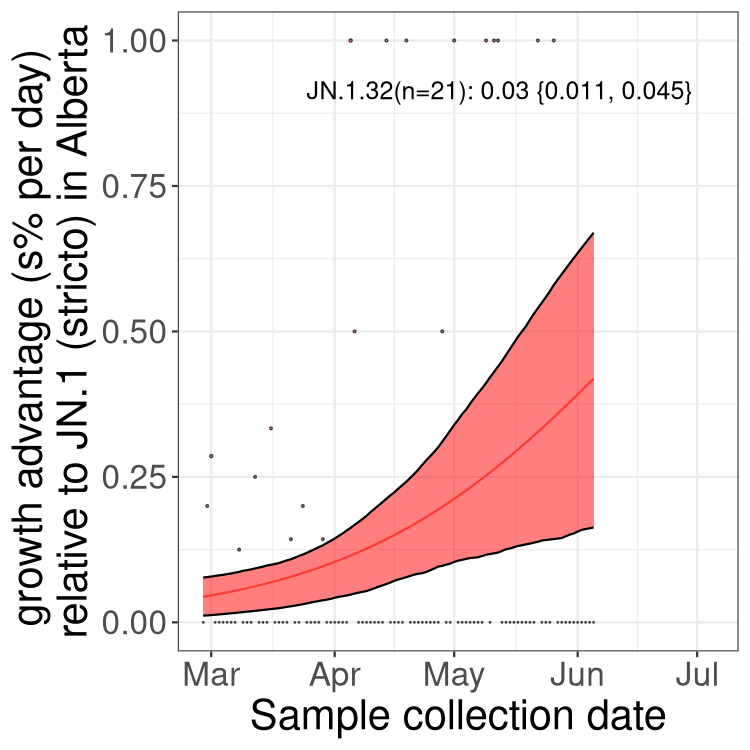 growth advantage (s% per day)
relative to JN.1 (stricto) in Alberta
1.00
JN.1.32(n=21): 0.03 {0.011, 0.045}
0.75
0.50
0.25
0.00
Mar Apr May Jun Jul
Sample collection date